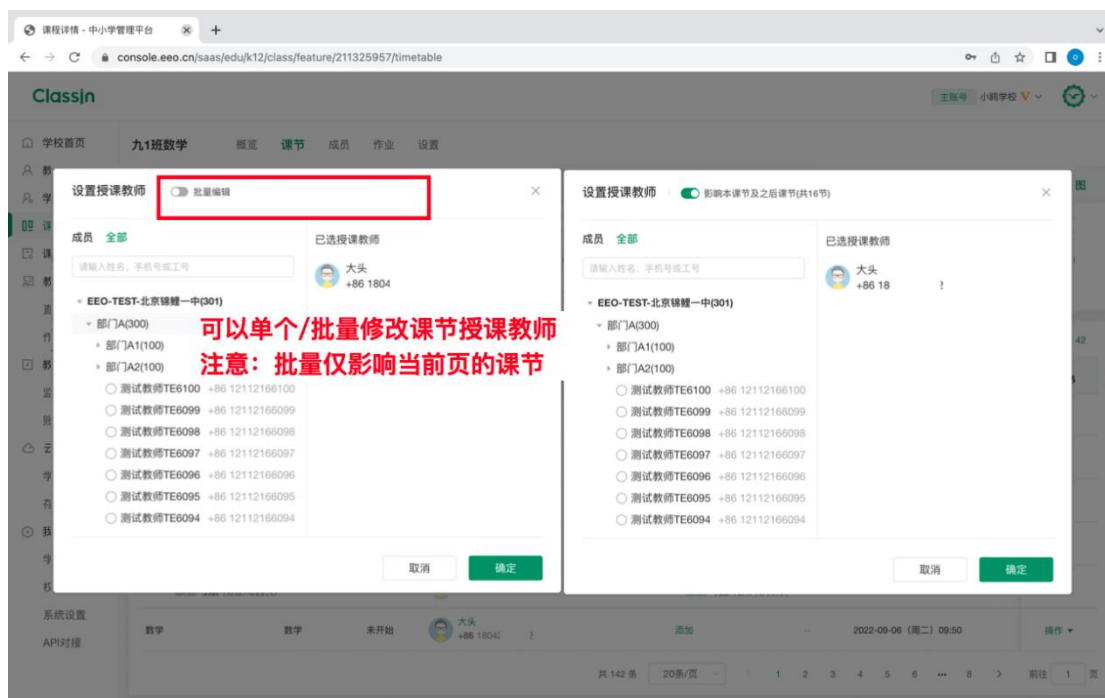 课程详情 - 中小学管理平台
console.eeo.cn/saas/edu/k12/class/feature/211325957/timetable
ClassIn
主账号 小鸥学校
学校首页
九1班数学 概览 课节 成员 作业 设置
设置授课教师 批量编辑
成员 全部
已选授课教师
请输入姓名、手机号或工号
大头
+86 1804
EEO-TEST-北京锦鲤一中(301)
部门A(300)
部门A1(100)
部门A2(100)
测试教师TE6100 +86 12112166100
测试教师TE6099 +86 12112166099
测试教师TE6098 +86 12112166098
测试教师TE6097 +86 12112166097
测试教师TE6096 +86 12112166096
测试教师TE6095 +86 12112166095
测试教师TE6094 +86 12112166094
取消 确定
可以单个/批量修改课节授课教师
注意：批量仅影响当前页的课节
设置授课教师 影响本课节及之后课节(共16节)
成员 全部
已选授课教师
请输入姓名、手机号或工号
大头
+86 18
EEO-TEST-北京锦鲤一中(301)
部门A(300)
部门A1(100)
部门A2(100)
测试教师TE6100 +86 12112166100
测试教师TE6099 +86 12112166099
测试教师TE6098 +86 12112166098
测试教师TE6097 +86 12112166097
测试教师TE6096 +86 12112166096
测试教师TE6095 +86 12112166095
测试教师TE6094 +86 12112166094
取消 确定
图
42
系统设置
API对接
数学 数学 未开始 大头 添加 -- 2022-09-06（周二）09:50 操作
+86 1804
共 142 条 20条/页 1 2 3 4 5 6 ••• 8 前往 1 页